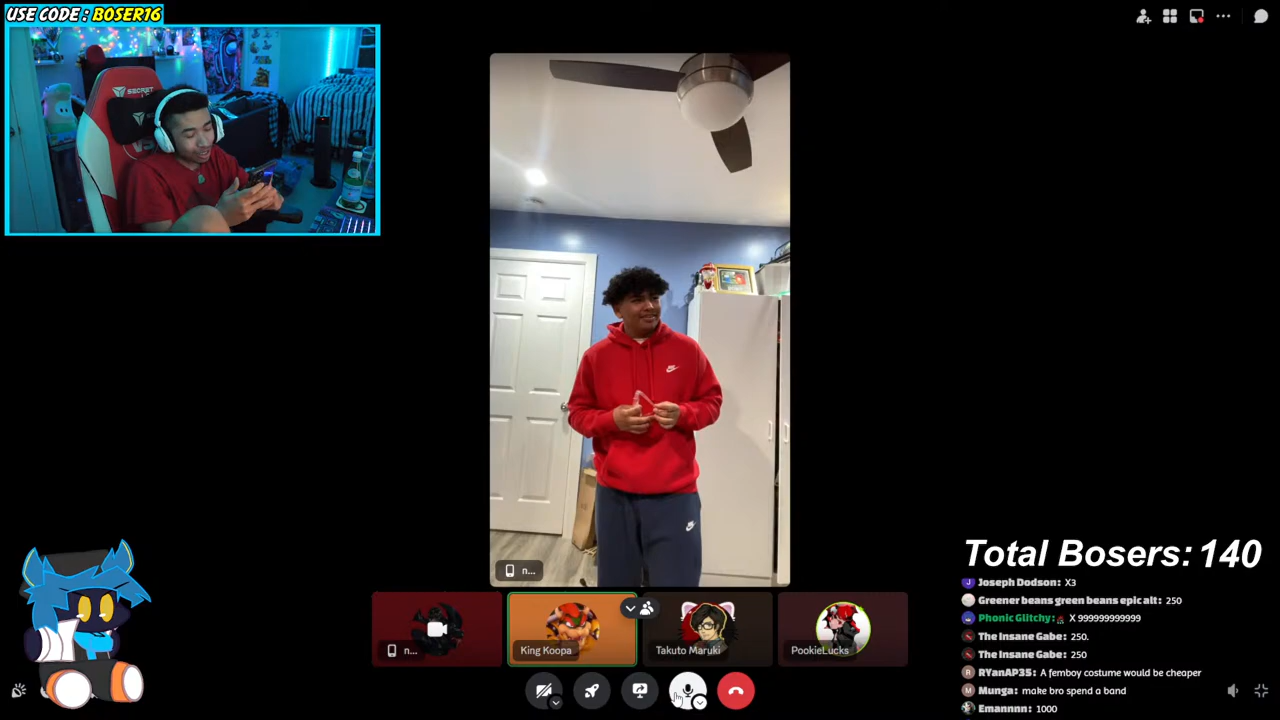 USE CODE : BOSER16
SECRET
n...
n...
King Koopa
Takuto Maruki
PookieLucks
Total Bosers: 140
Joseph Dodson: X3
Greener beans green beans epic alt: 250
Phonic Glitchy: X 999999999999
The Insane Gabe: 250.
The Insane Gabe: 250
RYanAP35: A femboy costume would be cheaper
Munga: make bro spend a band
Emannnn: 1000